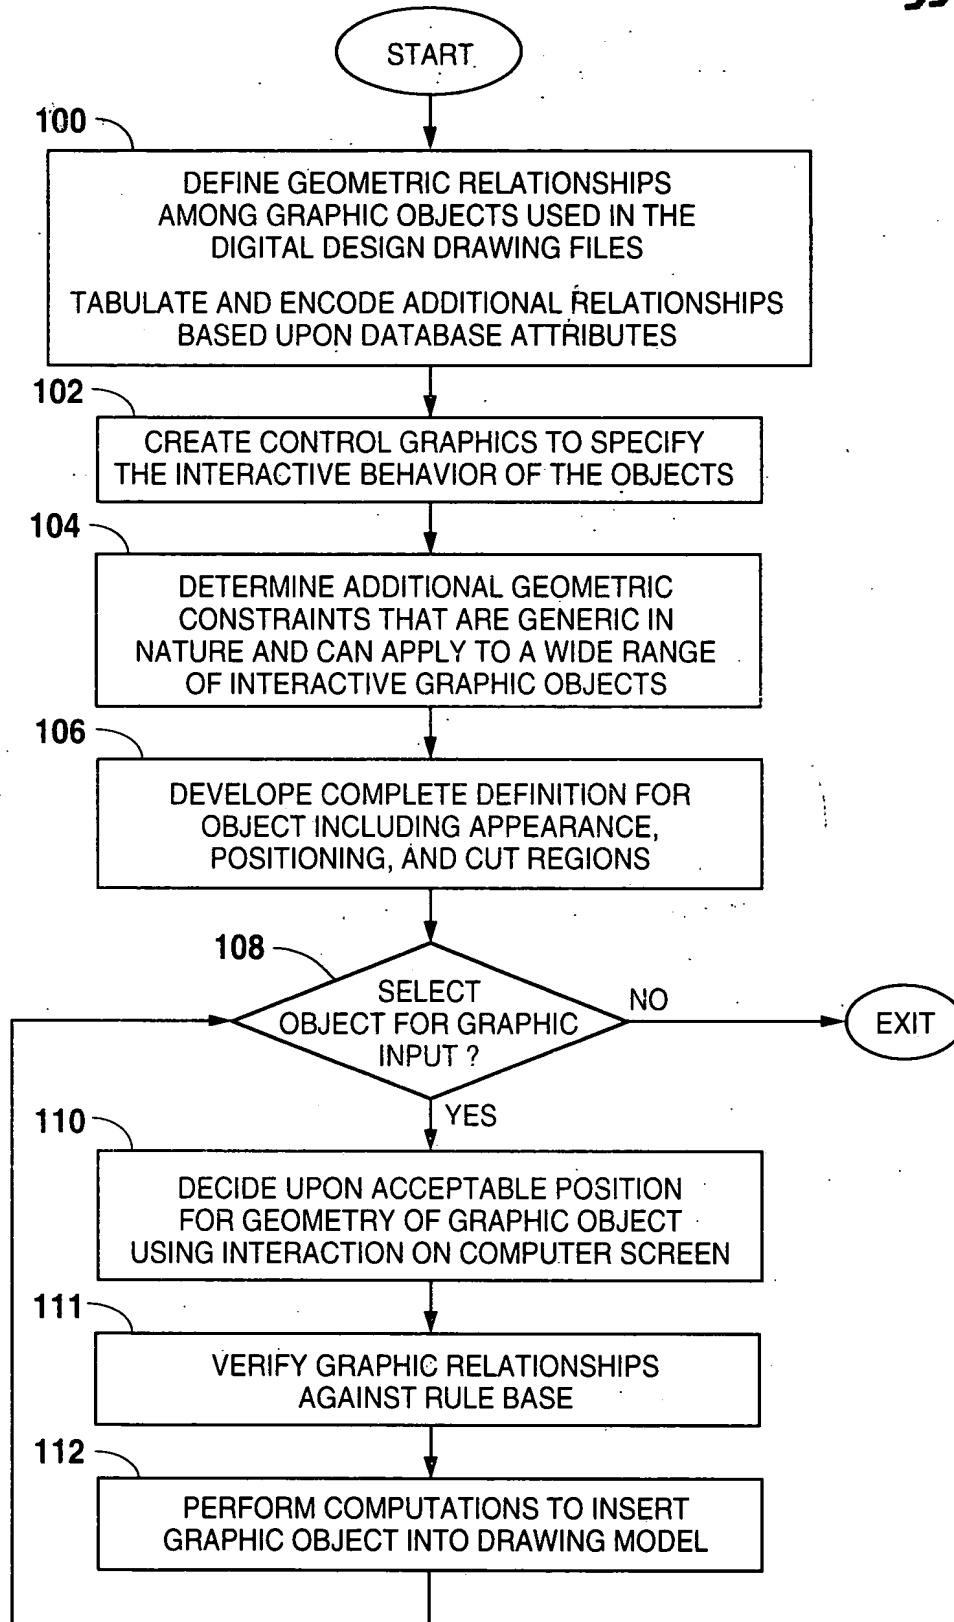 START
100
DEFINE GEOMETRIC RELATIONSHIPS
AMONG GRAPHIC OBJECTS USED IN THE
DIGITAL DESIGN DRAWING FILES
TABULATE AND ENCODE ADDITIONAL RELATIONSHIPS
BASED UPON DATABASE ATTRIBUTES
102
CREATE CONTROL GRAPHICS TO SPECIFY
THE INTERACTIVE BEHAVIOR OF THE OBJECTS
104
DETERMINE ADDITIONAL GEOMETRIC
CONSTRAINTS THAT ARE GENERIC IN
NATURE AND CAN APPLY TO A WIDE RANGE
OF INTERACTIVE GRAPHIC OBJECTS
106
DEVELOPE COMPLETE DEFINITION FOR
OBJECT INCLUDING APPEARANCE,
POSITIONING, AND CUT REGIONS
108
SELECT
OBJECT FOR GRAPHIC
INPUT ?
NO
EXIT
YES
110
DECIDE UPON ACCEPTABLE POSITION
FOR GEOMETRY OF GRAPHIC OBJECT
USING INTERACTION ON COMPUTER SCREEN
111
VERIFY GRAPHIC RELATIONSHIPS
AGAINST RULE BASE
112
PERFORM COMPUTATIONS TO INSERT
GRAPHIC OBJECT INTO DRAWING MODEL